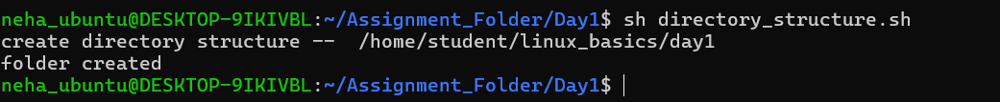 neha_ubuntu@DESKTOP-9IKIVBL:~/Assignment_Folder/Day1$ sh directory_structure.sh
create directory structure --  /home/student/linux_basics/day1
folder created
neha_ubuntu@DESKTOP-9IKIVBL:~/Assignment_Folder/Day1$